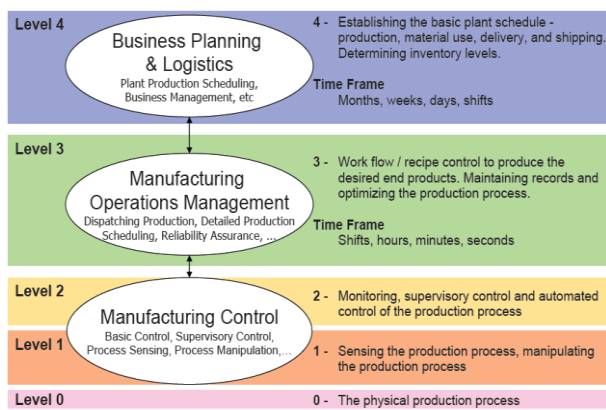 Level 4
Business Planning
& Logistics
Plant Production Scheduling,
Business Management, etc
4 - Establishing the basic plant schedule -
production, material use, delivery, and shipping.
Determining inventory levels.
Time Frame
Months, weeks, days, shifts
Level 3
Manufacturing
Operations Management
Dispatching Production, Detailed Production
Scheduling, Reliability Assurance, ...
3 - Work flow / recipe control to produce the
desired end products. Maintaining records and
optimizing the production process.
Time Frame
Shifts, hours, minutes, seconds
Level 2
Manufacturing Control
Basic Control, Supervisory Control,
Process Sensing, Process Manipulation,...
2 - Monitoring, supervisory control and automated
control of the production process
Level 1
1 - Sensing the production process, manipulating
the production process
Level 0
0 - The physical production process